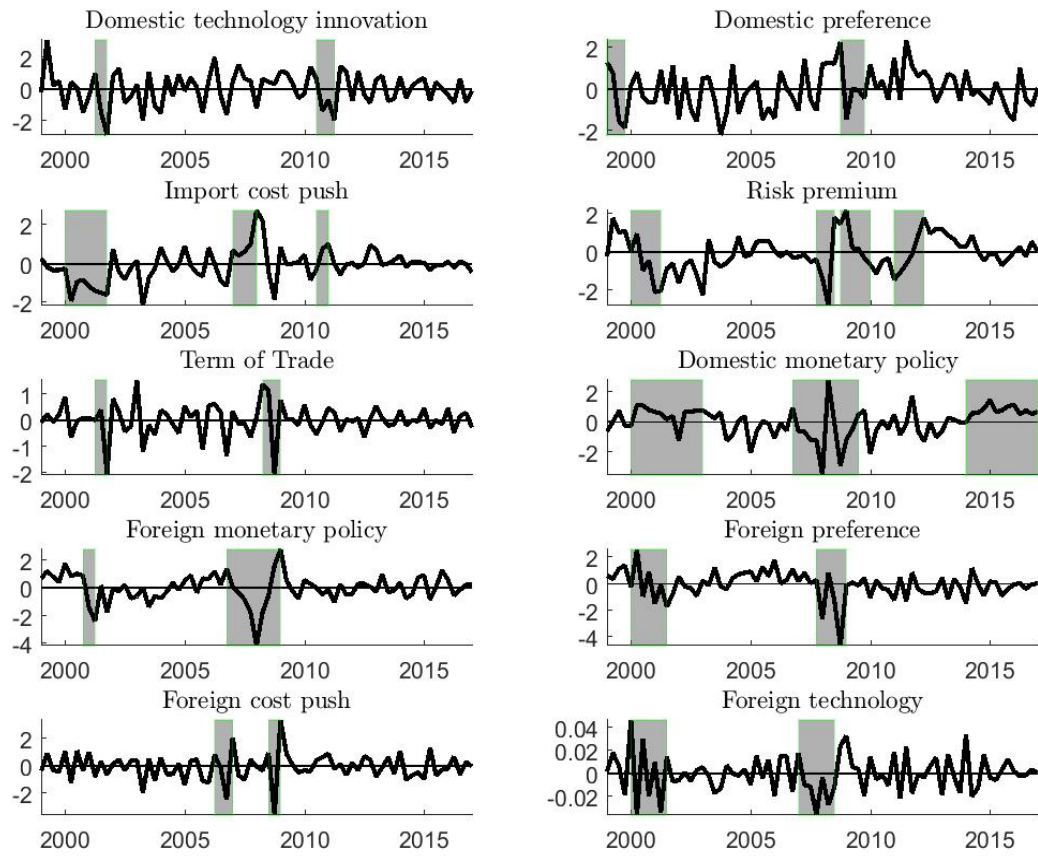 Domestic technology innovation
2
0
-2
2000 2005 2010 2015
Domestic preference
2
0
-2
2000 2005 2010 2015
Import cost push
2
0
-2
2000 2005 2010 2015
Risk premium
2
0
-2
2000 2005 2010 2015
Term of Trade
1
0
-1
-2
2000 2005 2010 2015
Domestic monetary policy
2
0
-2
2000 2005 2010 2015
Foreign monetary policy
2
0
-2
-4
2000 2005 2010 2015
Foreign preference
2
0
-2
-4
2000 2005 2010 2015
Foreign cost push
2
0
-2
2000 2005 2010 2015
Foreign technology
0.04
0.02
0
-0.02
2000 2005 2010 2015